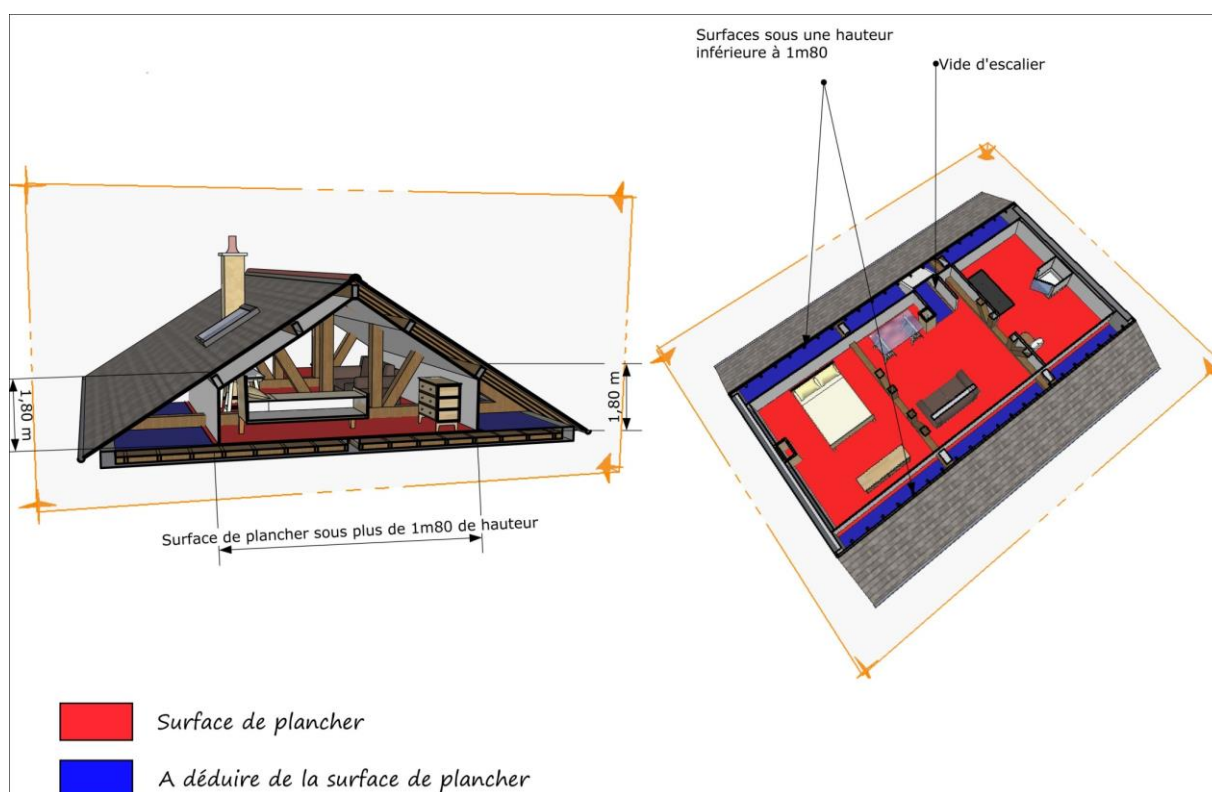 Surfaces sous une hauteur
inférieure à 1m80
Vide d'escalier
1,80 m
1,80 m
Surface de plancher sous plus de 1m80 de hauteur
Surface de plancher
A déduire de la surface de plancher